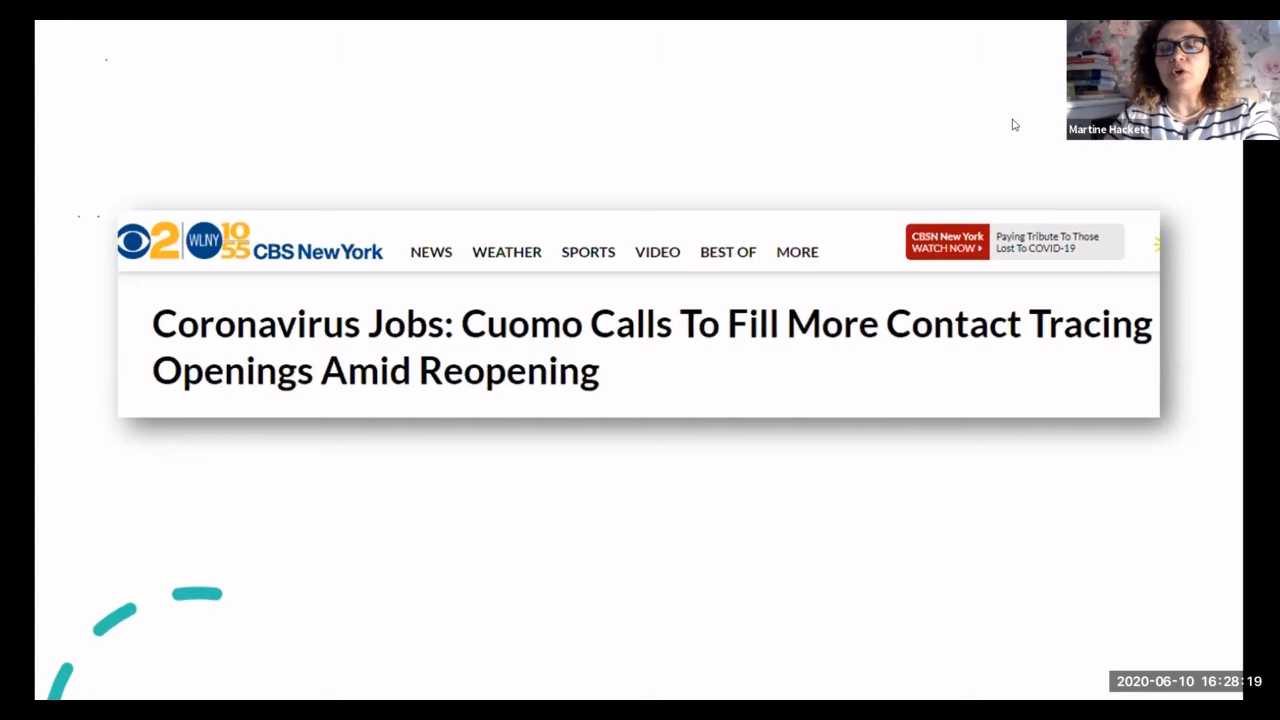 Martine Hackett
2 WLNY 10 55 CBS New York NEWS WEATHER SPORTS VIDEO BEST OF MORE
CBSN New York
WATCH NOW
Paying Tribute To Those
Lost To COVID-19
Coronavirus Jobs: Cuomo Calls To Fill More Contact Tracing
Openings Amid Reopening
2020-06-10 16:28:19